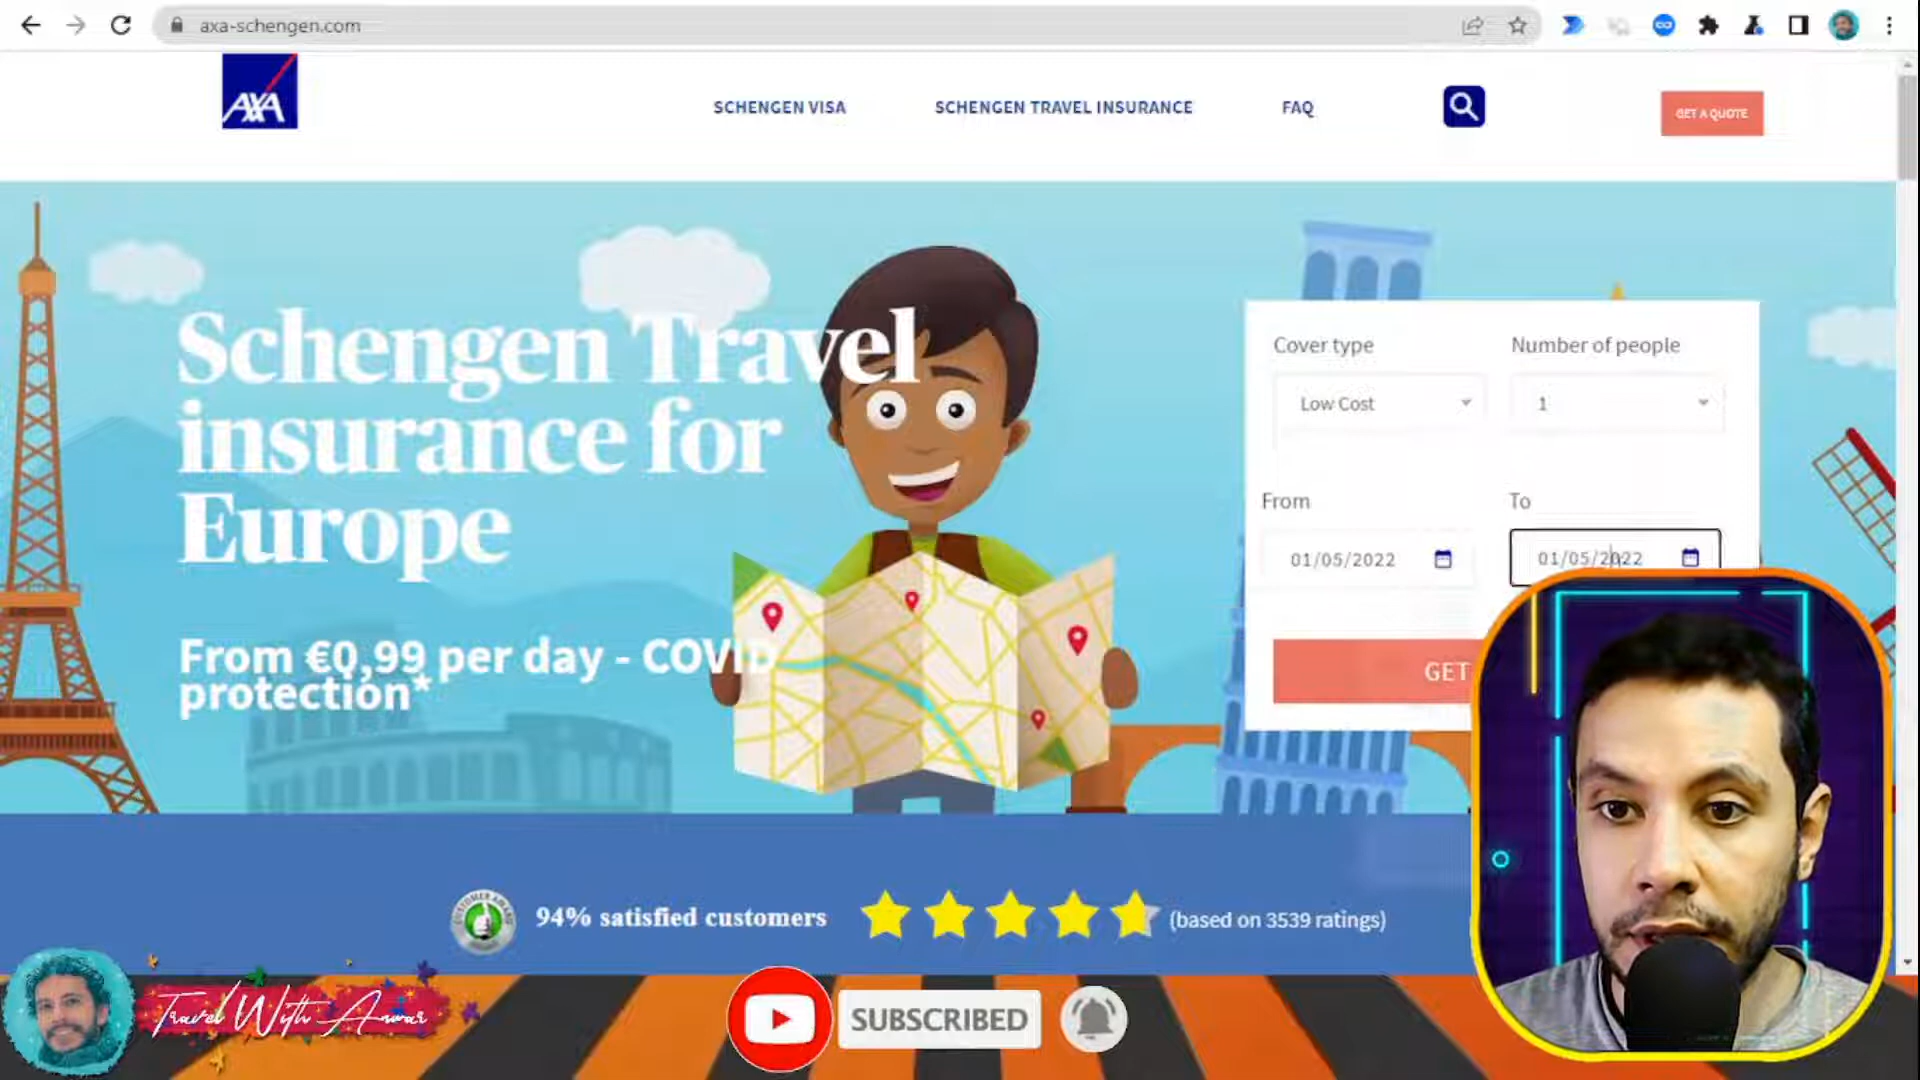 axa-schengen.com
AXA
SCHENGEN VISA
SCHENGEN TRAVEL INSURANCE
FAQ
GET A QUOTE
Schengen Travel
insurance for
Europe
From €0,99 per day - COVID
protection*
Cover type
Number of people
Low Cost
1
From
To
01/05/2022
01/05/2022
GET
CUSTOMER AWARD
94% satisfied customers
(based on 3539 ratings)
Travel With Anwar
SUBSCRIBED